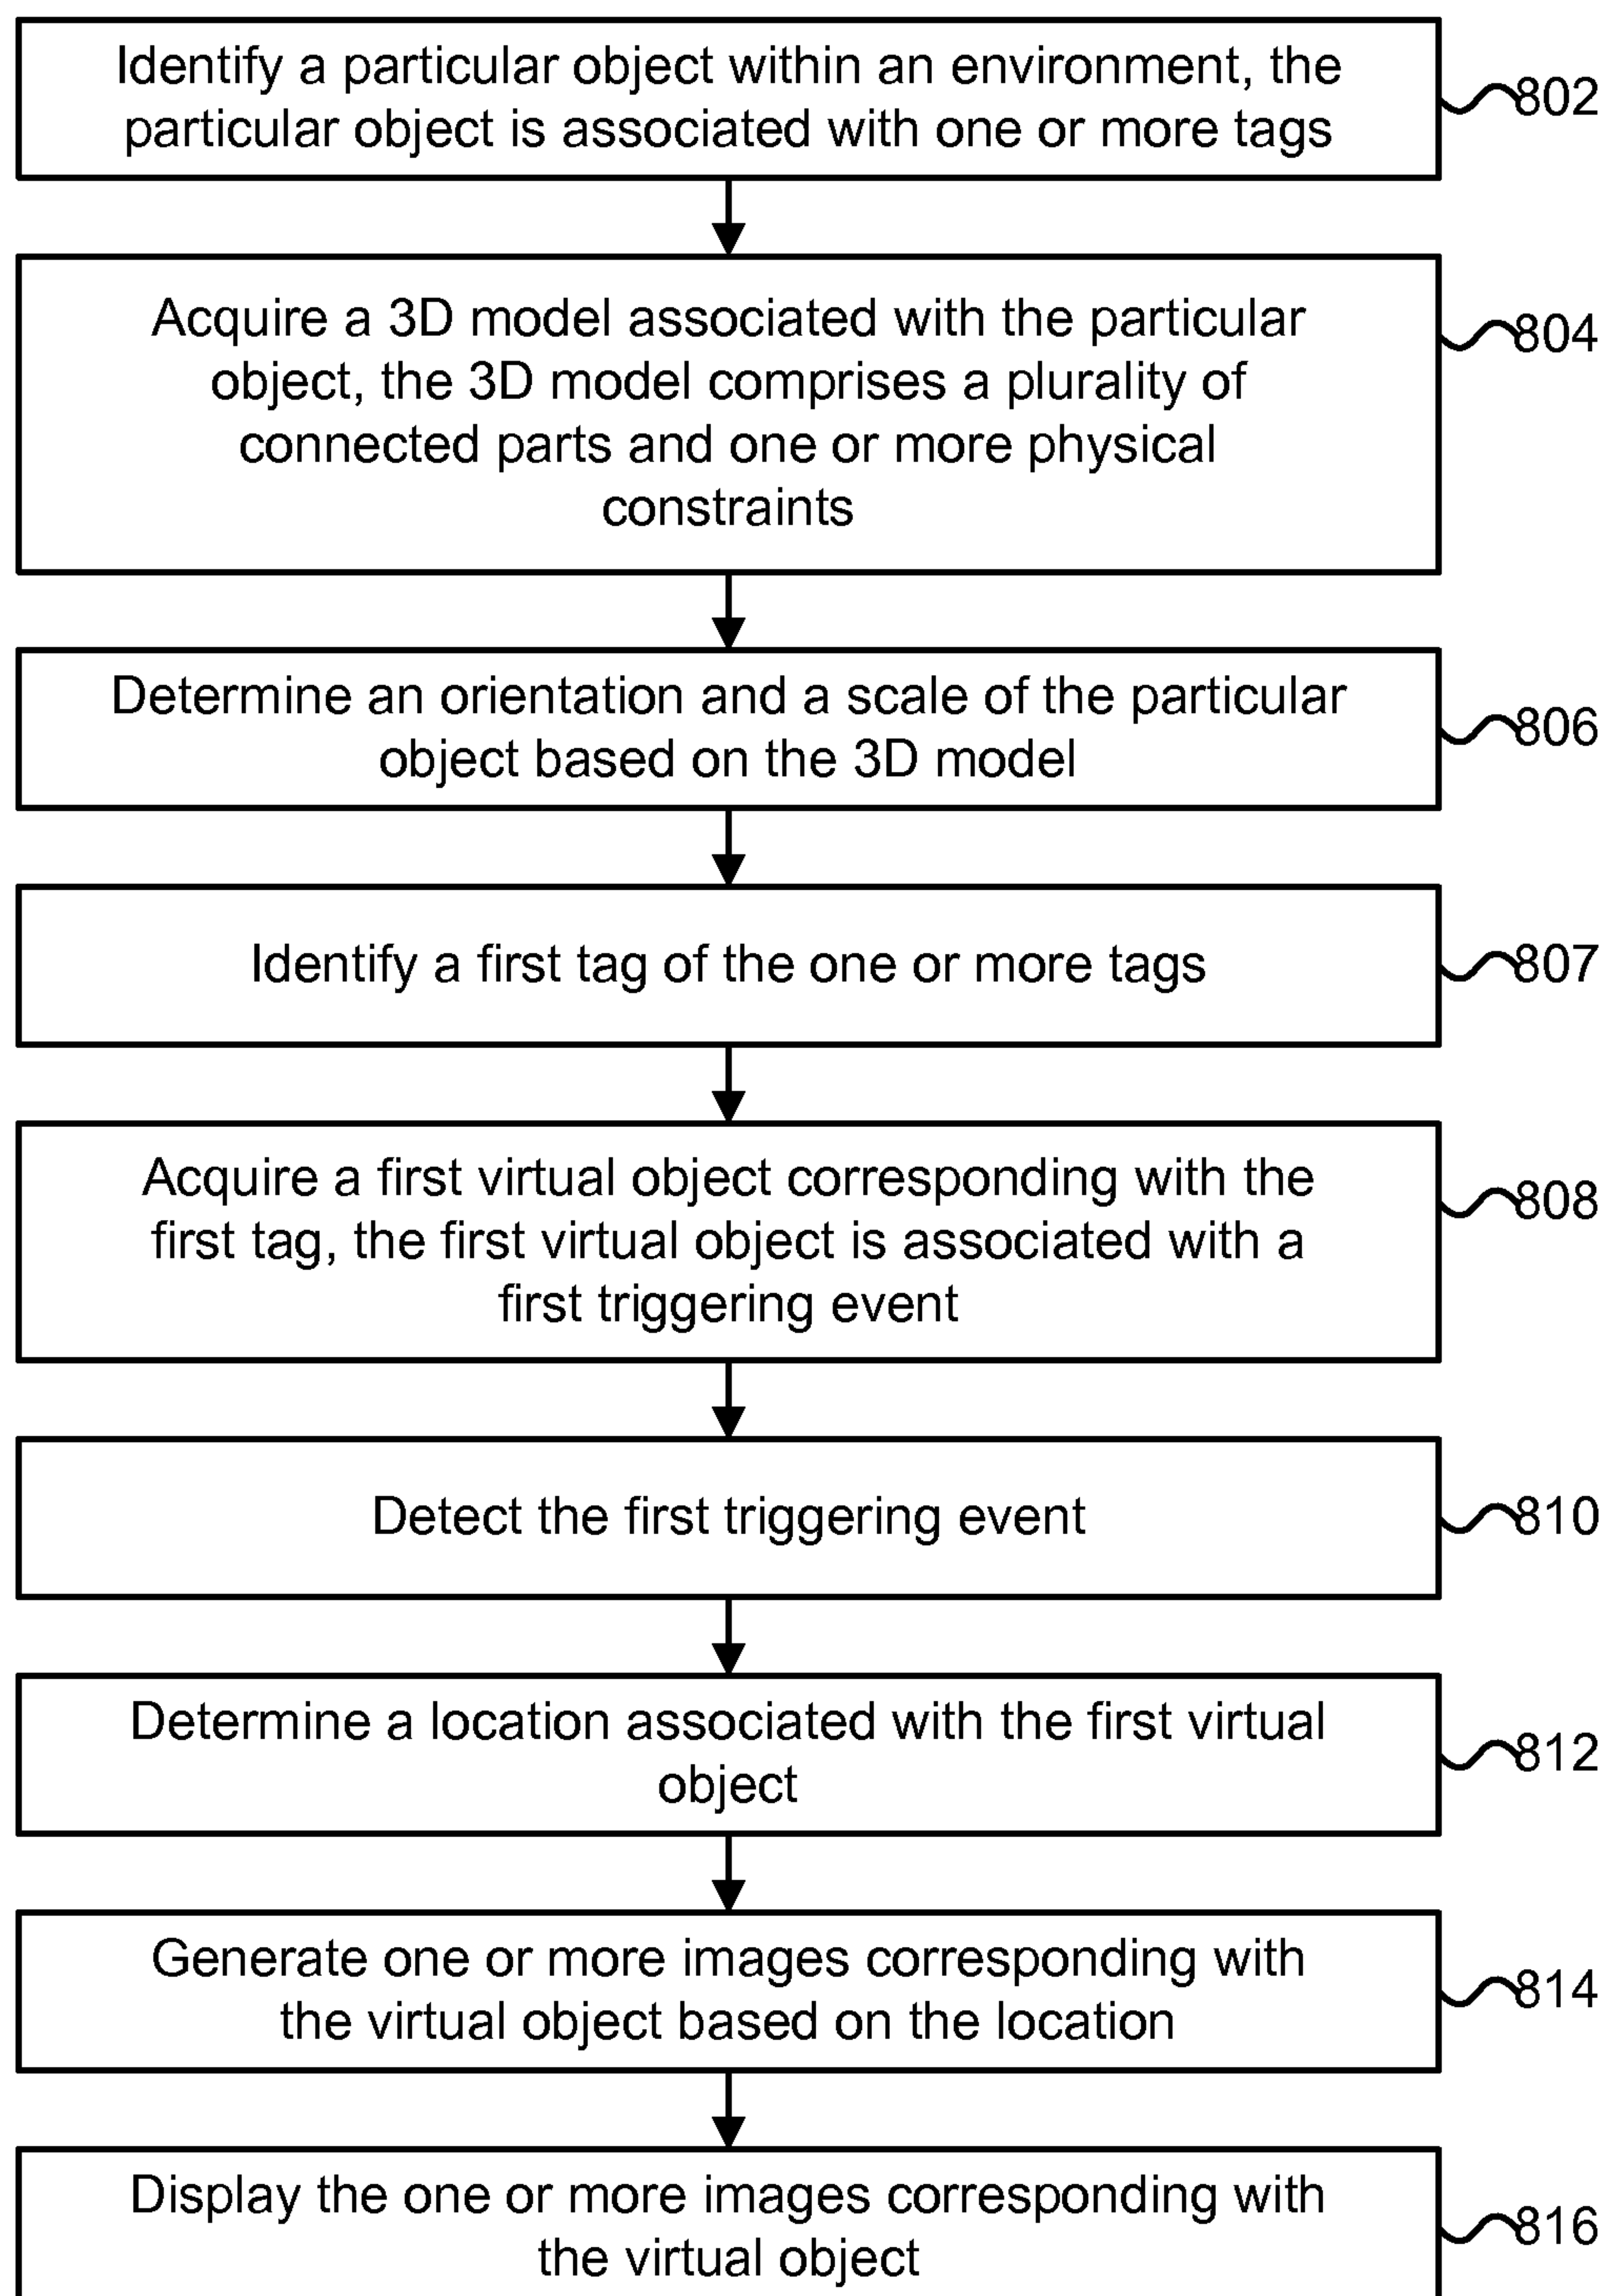 Identify a particular object within an environment, the
particular object is associated with one or more tags
802
Acquire a 3D model associated with the particular
object, the 3D model comprises a plurality of
connected parts and one or more physical
constraints
804
Determine an orientation and a scale of the particular
object based on the 3D model
806
Identify a first tag of the one or more tags
807
Acquire a first virtual object corresponding with the
first tag, the first virtual object is associated with a
first triggering event
808
Detect the first triggering event
810
Determine a location associated with the first virtual
object
812
Generate one or more images corresponding with
the virtual object based on the location
814
Display the one or more images corresponding with
the virtual object
816